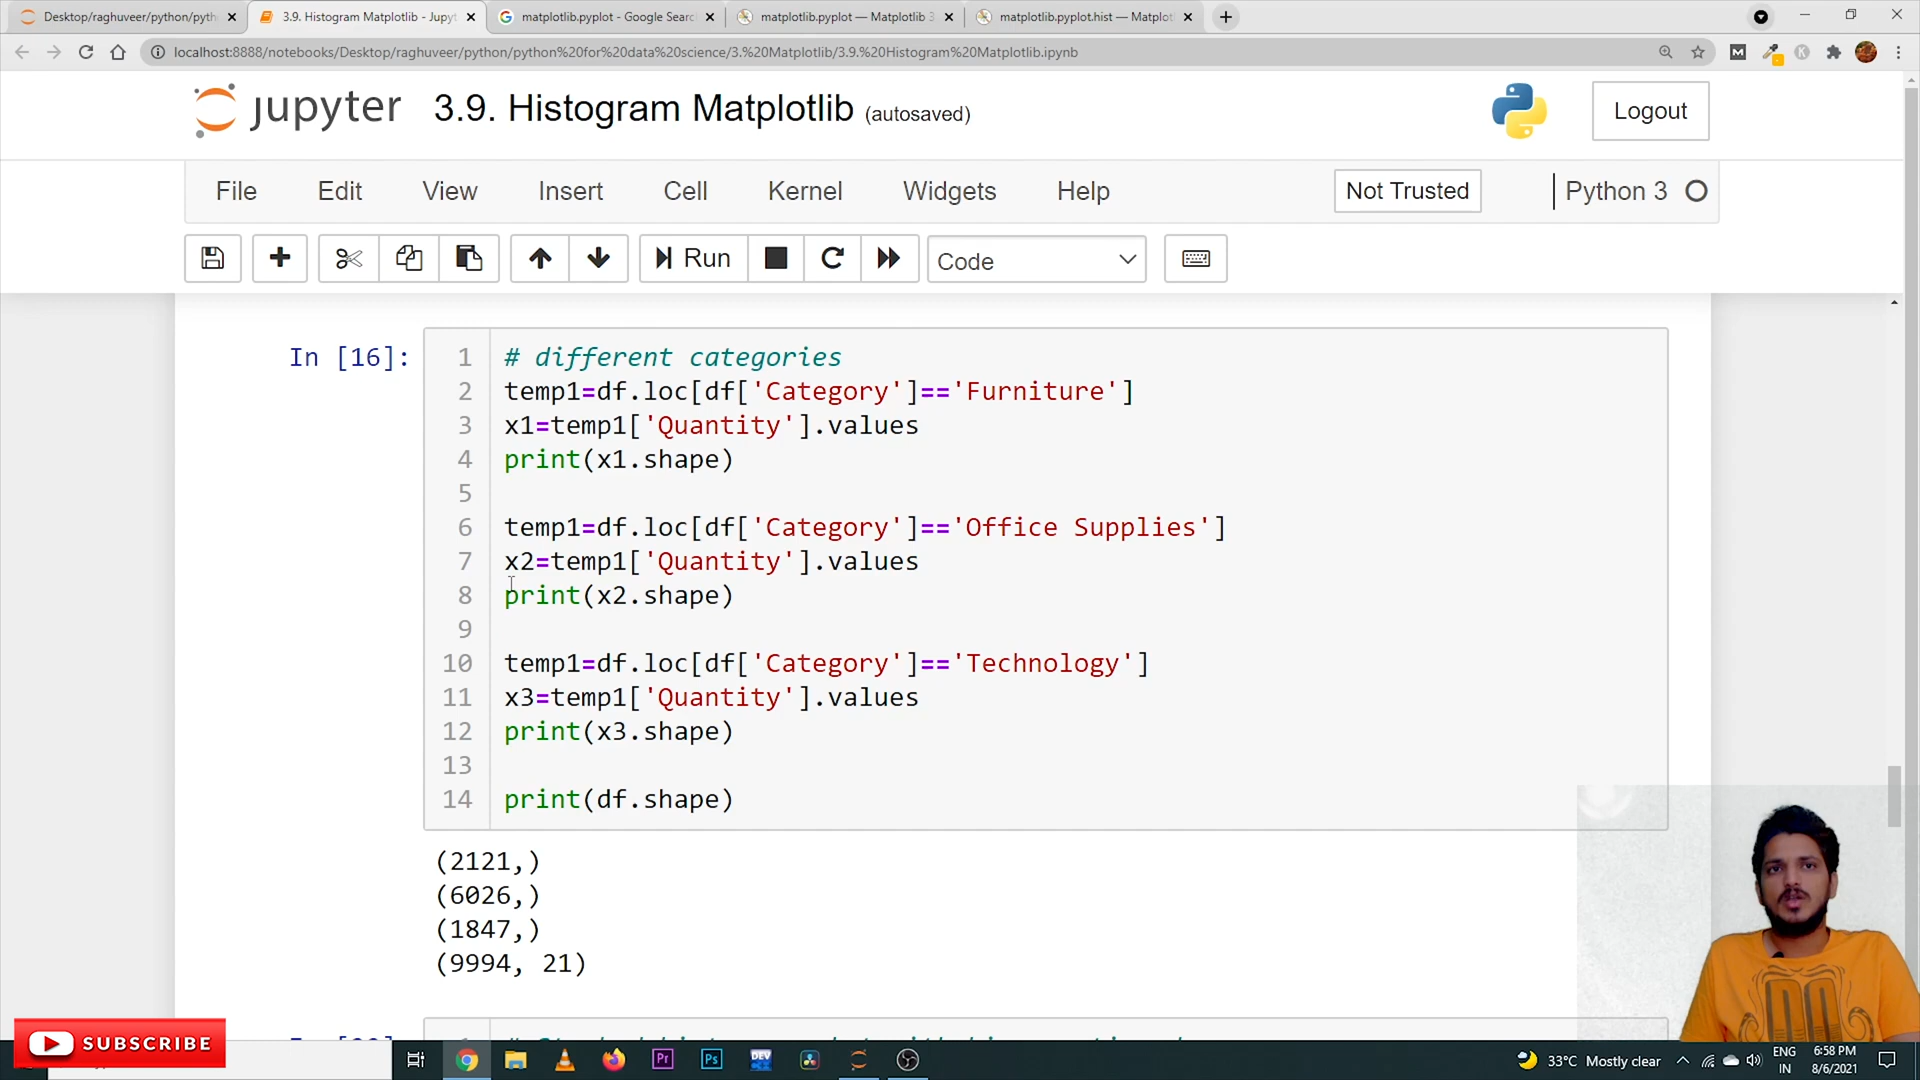 Desktop/raghuveer/python/pyth
3.9. Histogram Matplotlib - Jupyt
matplotlib.pyplot - Google Searc
matplotlib.pyplot — Matplotlib 3
matplotlib.pyplot.hist — Matplot
localhost:8888/notebooks/Desktop/raghuveer/python/python%20for%20data%20science/3.%20Matplotlib/3.9.%20Histogram%20Matplotlib.ipynb
jupyter 3.9. Histogram Matplotlib (autosaved)
Logout
File Edit View Insert Cell Kernel Widgets Help
Not Trusted
Python 3
Run
Code
In [16]:
1 # different categories
2 temp1=df.loc[df['Category']=='Furniture']
3 x1=temp1['Quantity'].values
4 print(x1.shape)
5
6 temp1=df.loc[df['Category']=='Office Supplies']
7 x2=temp1['Quantity'].values
8 print(x2.shape)
9
10 temp1=df.loc[df['Category']=='Technology']
11 x3=temp1['Quantity'].values
12 print(x3.shape)
13
14 print(df.shape)
(2121,)
(6026,)
(1847,)
(9994, 21)
SUBSCRIBE
Pr
Ps
DEV
33°C Mostly clear
ENG
IN
6:58 PM
8/6/2021